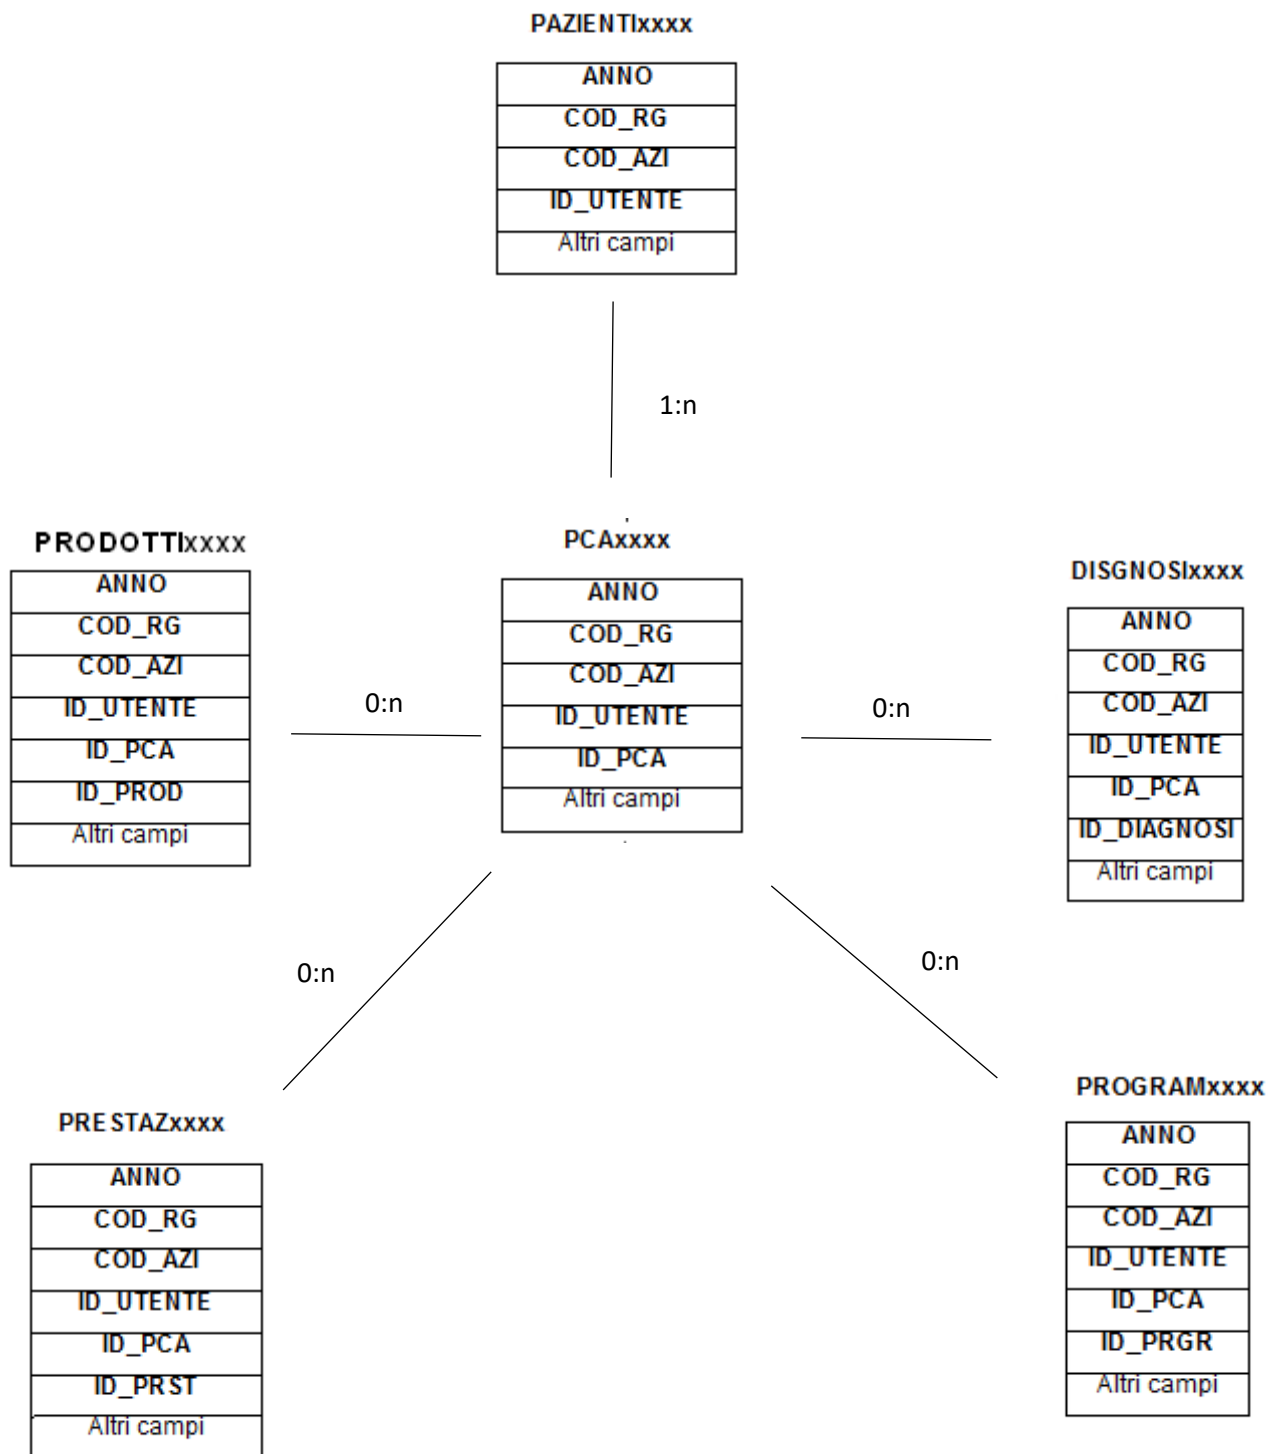 PAZIENTIxxxx
ANNO
COD_RG
COD_AZI
ID_UTENTE
Altri campi
1:n
PRODOTTIxxxx
ANNO
COD_RG
COD_AZI
ID_UTENTE
ID_PCA
ID_PROD
Altri campi
0:n
PCAxxxx
ANNO
COD_RG
COD_AZI
ID_UTENTE
ID_PCA
Altri campi
0:n
DISGNOSIxxxx
ANNO
COD_RG
COD_AZI
ID_UTENTE
ID_PCA
ID_DIAGNOSI
Altri campi
0:n
0:n
PRESTAZxxxx
ANNO
COD_RG
COD_AZI
ID_UTENTE
ID_PCA
ID_PRST
Altri campi
PROGRAMxxxx
ANNO
COD_RG
COD_AZI
ID_UTENTE
ID_PCA
ID_PRGR
Altri campi